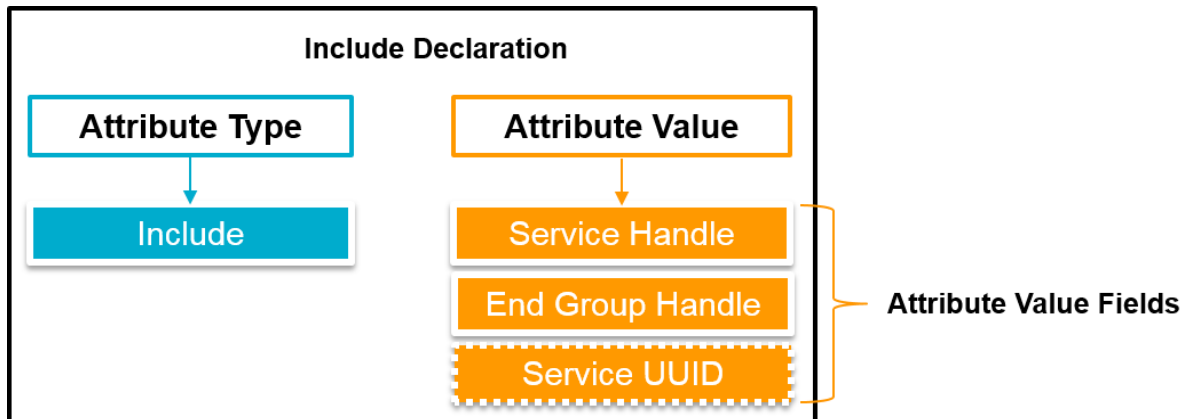 Include Declaration
Attribute Type
Attribute Value
Include
Service Handle
End Group Handle
Attribute Value Fields
Service UUID